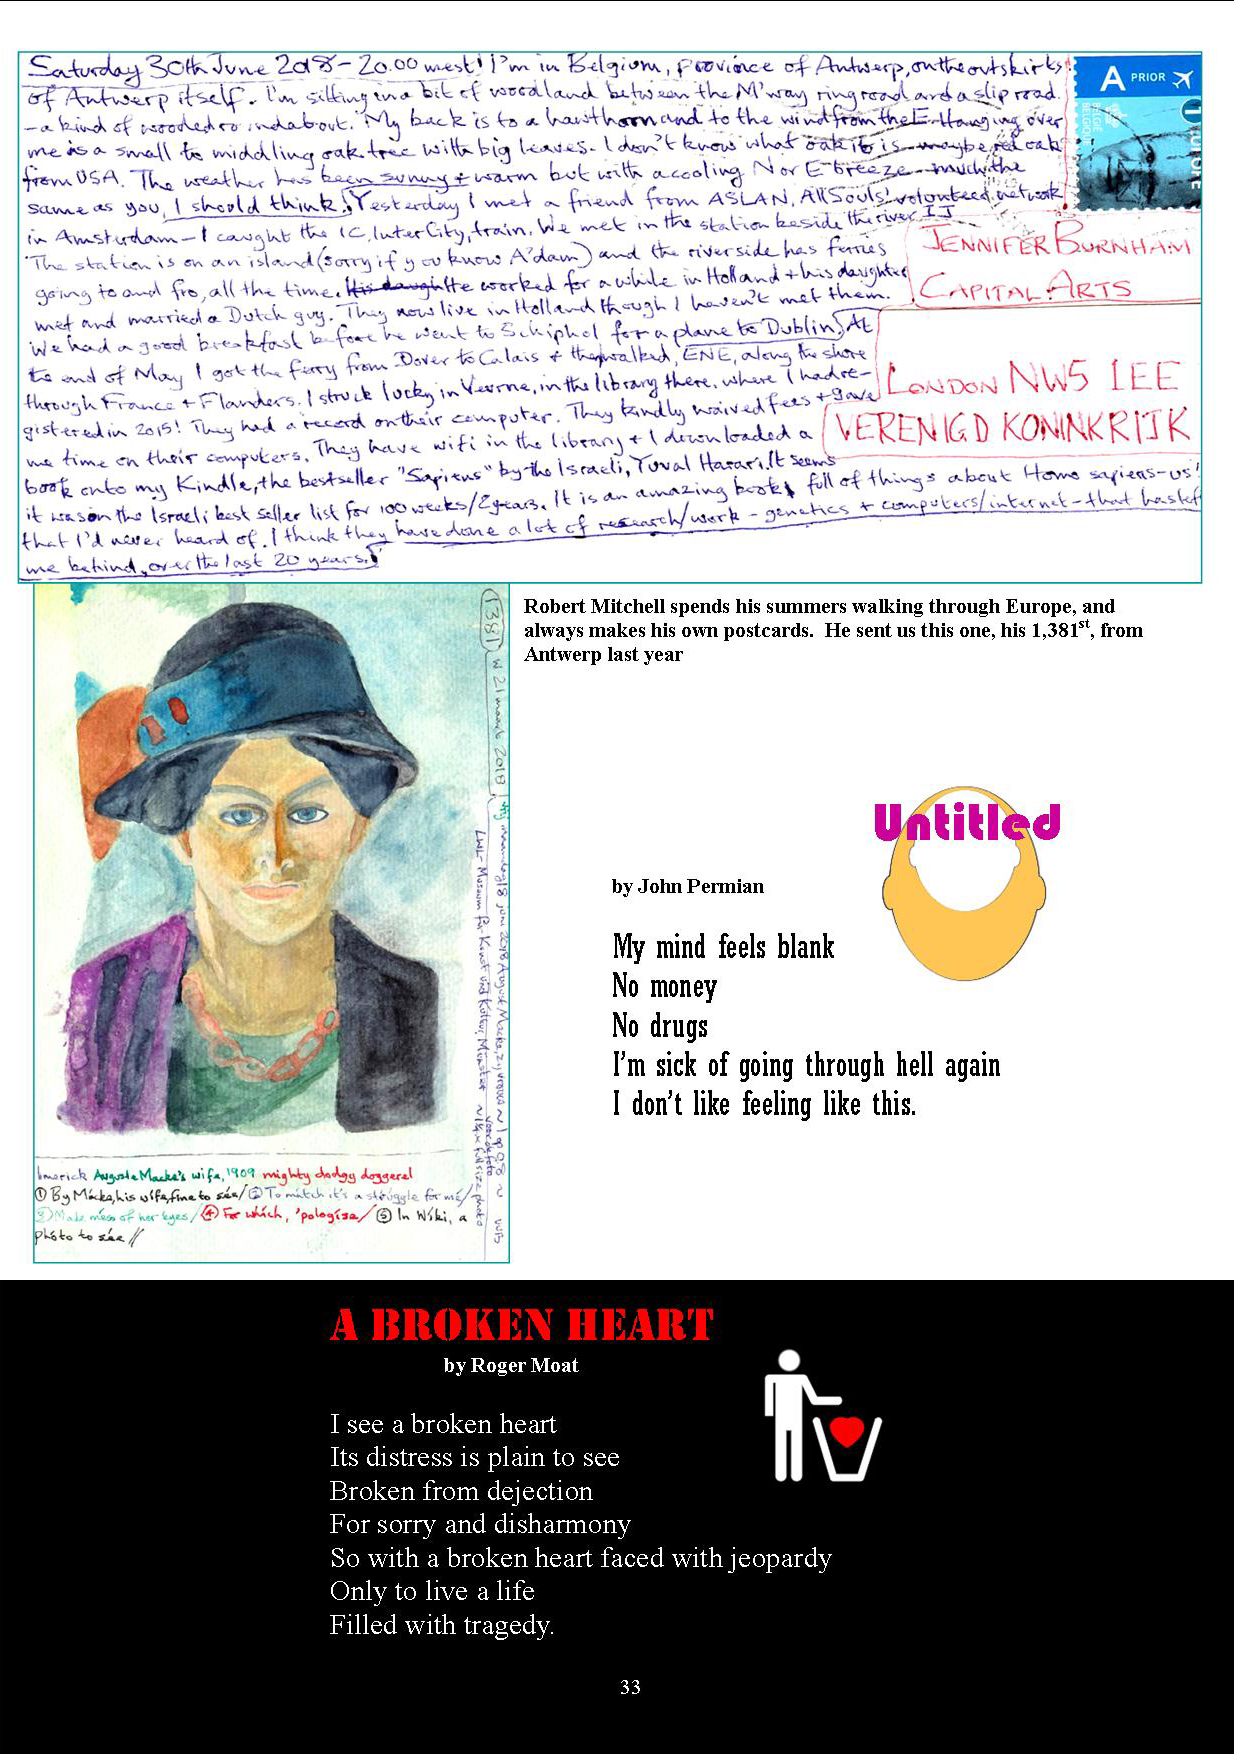 Saturday 30th June 2018 - 20.00 west! I'm in Belgium, province of Antwerp, on the outskirts
of Antwerp itself. I'm sitting in a bit of woodland between the M'way ring road and a slip road.
- a kind of wooded roundabout. My back is to a hawthorn and to the wind from the E. Hanging over
me is a small to middling oak tree with big leaves. I don't know what oak it is - maybe red oak
from USA. The weather has been sunny + warm but with a cooling N or E breeze - much the
same as you, I should think. Yesterday I met a friend from ASLAN, All Souls' volunteed network
in Amsterdam - I caught the IC, InterCity, train. We met in the station beside the river IJ
The station is on an island (sorry if you know A'dam) and the riverside has ferries
going to and fro, all the time. His daugh He worked for a while in Holland + his daughter
met and married a Dutch guy. They now live in Holland though I haven't met them.
We had a good breakfast before he went to Schiphol for a plane to Dublin. At
the end of May I got the ferry from Dover to Calais + then walked, ENE, along the shore
through France + Flanders. I struck lucky in Veurne, in the library there, where I had re-
gistered in 2015! They had a record on their computer. They kindly waived fees + gave
me time on their computers. They have wifi in the library + I downloaded a
book onto my Kindle, the bestseller "Sapiens" by the Israeli, Yuval Harari. It seems
it was on the Israeli best seller list for 100 weeks/2 years. It is an amazing book, full of things about Homo sapiens - us!
that I'd never heard of. I think they have done a lot of research/work - genetics + computers/internet - that has left
me behind, over the last 20 years.
A PRIOR
1 EUROPE
BELGIË
BELGIQUE
JENNIFER BURNHAM
CAPITAL ARTS
LONDON NW5 1EE
VERENIGD KONINKRIJK
1381 W 21 maart 2018
LWL-Museum für Kunst und Kultur, Münster ~ 1¼ x full size photo
limerick Auguste Macke's wife, 1909 mighty dodgy doggerel
① By Macke, his wife, fine to see/ ② To match it's a struggle for me/
③ Make mess of her eyes/ ④ For which, 'pologise/ ⑤ In Wiki, a
photo to see //
Robert Mitchell spends his summers walking through Europe, and
always makes his own postcards. He sent us this one, his 1,381st, from
Antwerp last year
Untitled
by John Permian
My mind feels blank
No money
No drugs
I'm sick of going through hell again
I don't like feeling like this.
A BROKEN HEART
by Roger Moat
I see a broken heart
Its distress is plain to see
Broken from dejection
For sorry and disharmony
So with a broken heart faced with jeopardy
Only to live a life
Filled with tragedy.
33